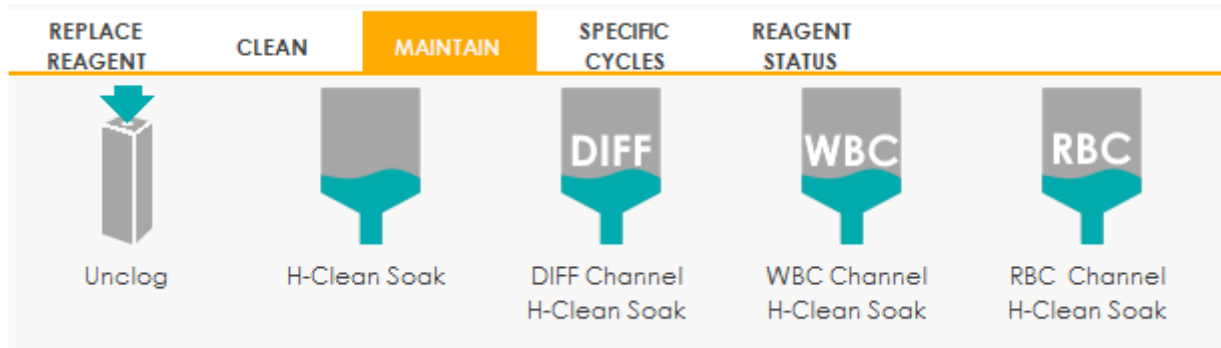 REPLACE
REAGENT
CLEAN
MAINTAIN
SPECIFIC
CYCLES
REAGENT
STATUS
DIFF
WBC
RBC
Unclog
H-Clean Soak
DIFF Channel
H-Clean Soak
WBC Channel
H-Clean Soak
RBC Channel
H-Clean Soak